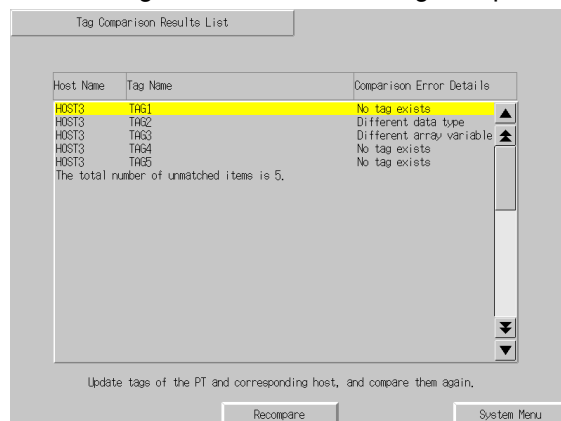 Tag Comparison Results List
Host Name Tag Name Comparison Error Details
HOST3 TAG1 No tag exists
HOST3 TAG2 Different data type
HOST3 TAG3 Different array variable
HOST3 TAG4 No tag exists
HOST3 TAG5 No tag exists
The total number of unmatched items is 5.
Update tags of the PT and corresponding host, and compare them again.
Recompare System Menu